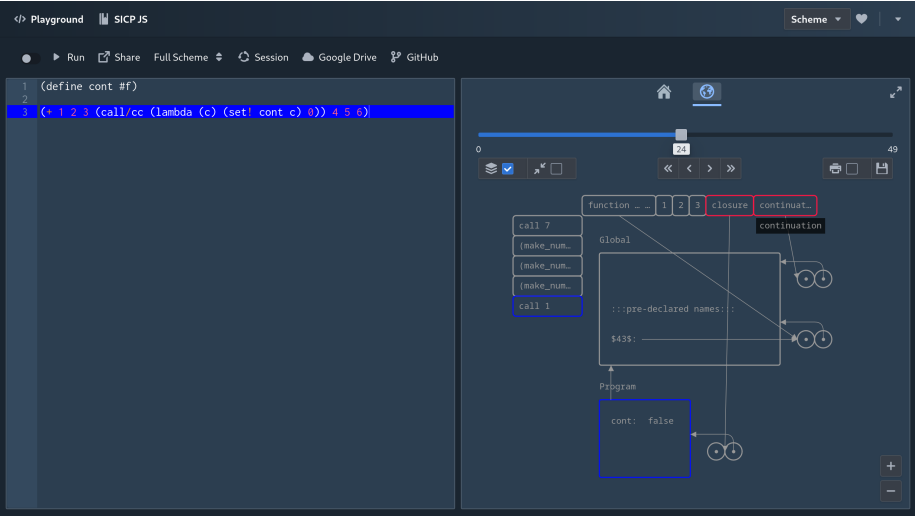 </> Playground SICP JS Scheme
Run Share Full Scheme Session Google Drive GitHub
1 (define cont #f)
2
3 (+ 1 2 3 (call/cc (lambda (c) (set! cont c) 0)) 4 5 6)
0 24 49
function … … 1 2 3 closure continuat…
continuation
call 7
(make_num…
(make_num…
(make_num…
call 1
Global
:::pre-declared names:::
$43$:
Program
cont: false